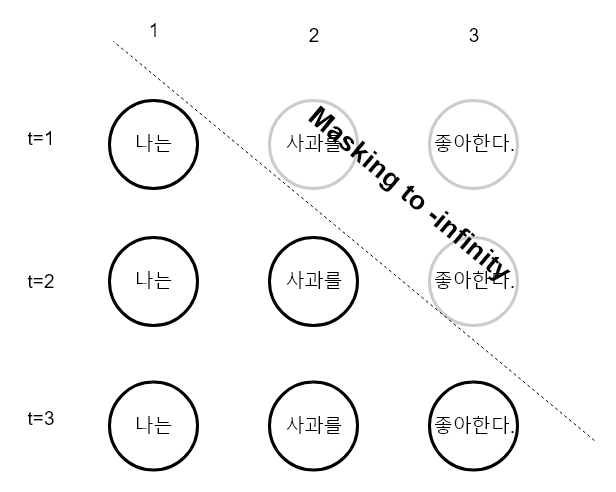 1 2 3
t=1 나는 사과를 좋아한다.
Masking to -infinity
t=2 나는 사과를 좋아한다.
t=3 나는 사과를 좋아한다.